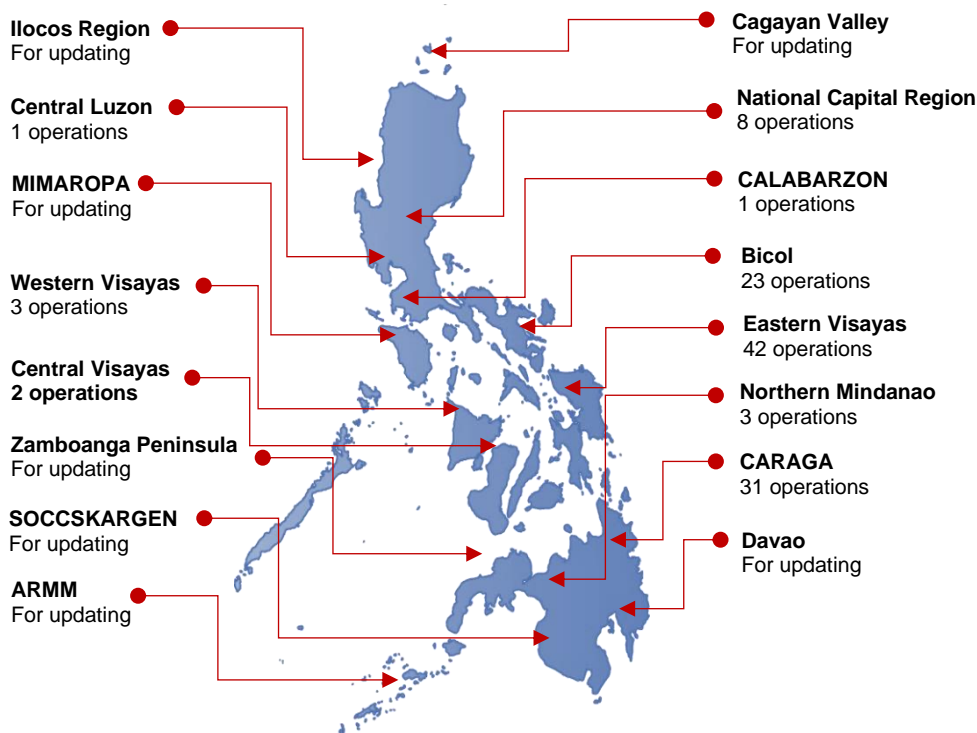 Ilocos Region
For updating
Central Luzon
1 operations
MIMAROPA
For updating
Western Visayas
3 operations
Central Visayas
2 operations
Zamboanga Peninsula
For updating
SOCCSKARGEN
For updating
ARMM
For updating
Cagayan Valley
For updating
National Capital Region
8 operations
CALABARZON
1 operations
Bicol
23 operations
Eastern Visayas
42 operations
Northern Mindanao
3 operations
CARAGA
31 operations
Davao
For updating